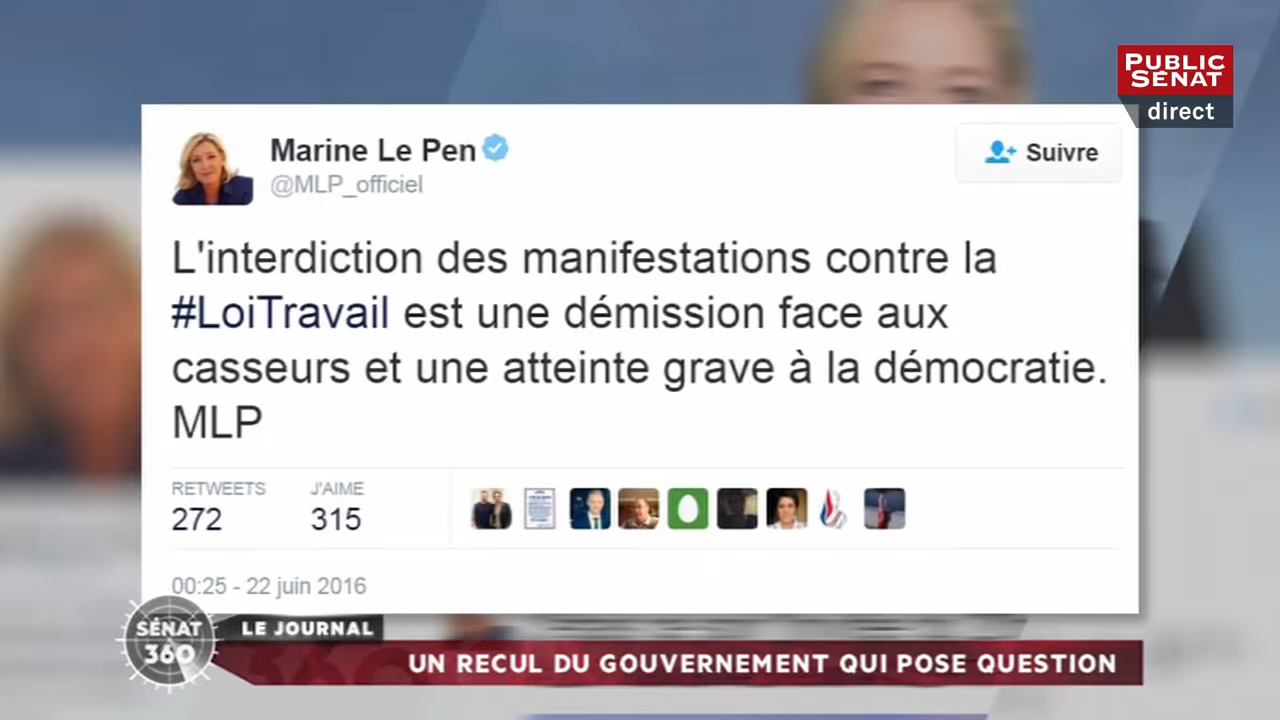 PUBLIC
SÉNAT
direct
Marine Le Pen
@MLP_officiel
Suivre
L'interdiction des manifestations contre la
#LoiTravail est une démission face aux
casseurs et une atteinte grave à la démocratie.
MLP
RETWEETS
J'AIME
272
315
00:25 - 22 juin 2016
SÉNAT
360
LE JOURNAL
UN RECUL DU GOUVERNEMENT QUI POSE QUESTION